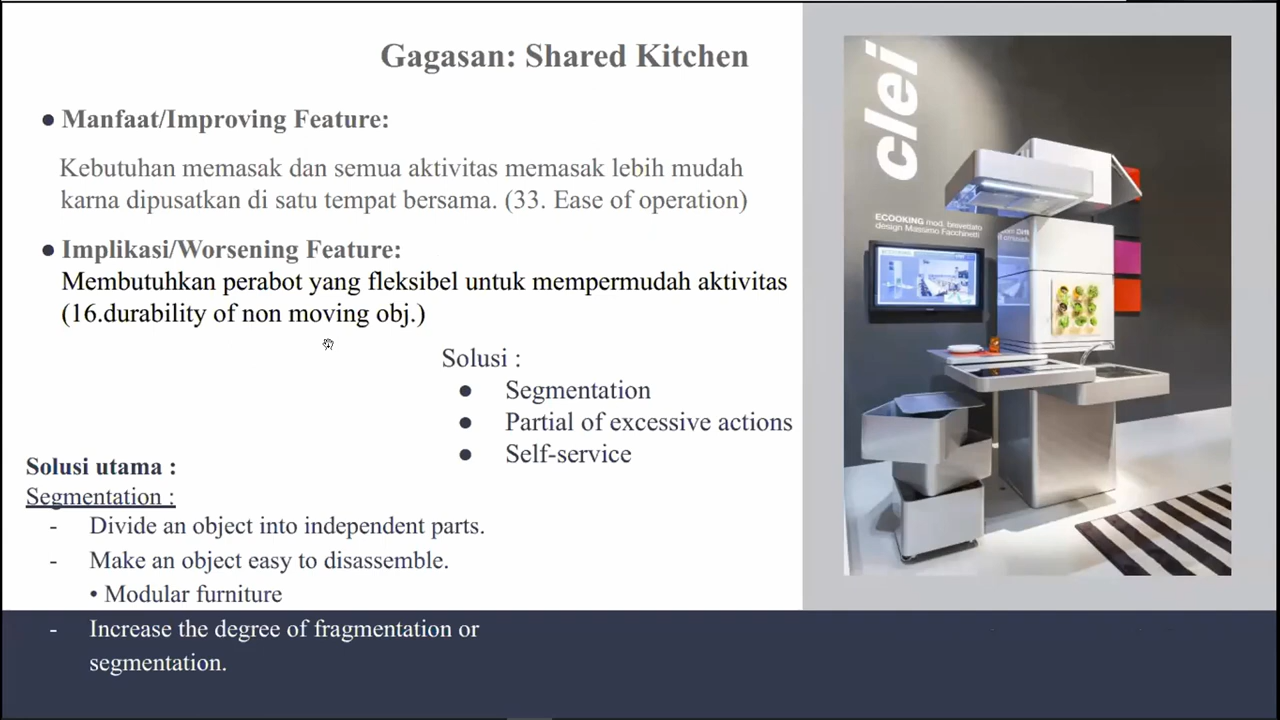 Gagasan: Shared Kitchen
● Manfaat/Improving Feature:
Kebutuhan memasak dan semua aktivitas memasak lebih mudah
karna dipusatkan di satu tempat bersama. (33. Ease of operation)
● Implikasi/Worsening Feature:
Membutuhkan perabot yang fleksibel untuk mempermudah aktivitas
(16.durability of non moving obj.)
Solusi :
● Segmentation
● Partial of excessive actions
● Self-service
Solusi utama :
Segmentation :
- Divide an object into independent parts.
- Make an object easy to disassemble.
• Modular furniture
- Increase the degree of fragmentation or
segmentation.
clei
ECOOKING mod. brevettato
design Massimo Facchinetti